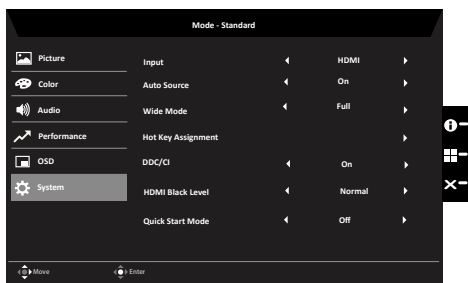 Mode - Standard
Picture
Input HDMI
Color
Auto Source On
Audio
Wide Mode Full
Performance
Hot Key Assignment
OSD
DDC/CI On
System
HDMI Black Level Normal
Quick Start Mode Off
Move Enter